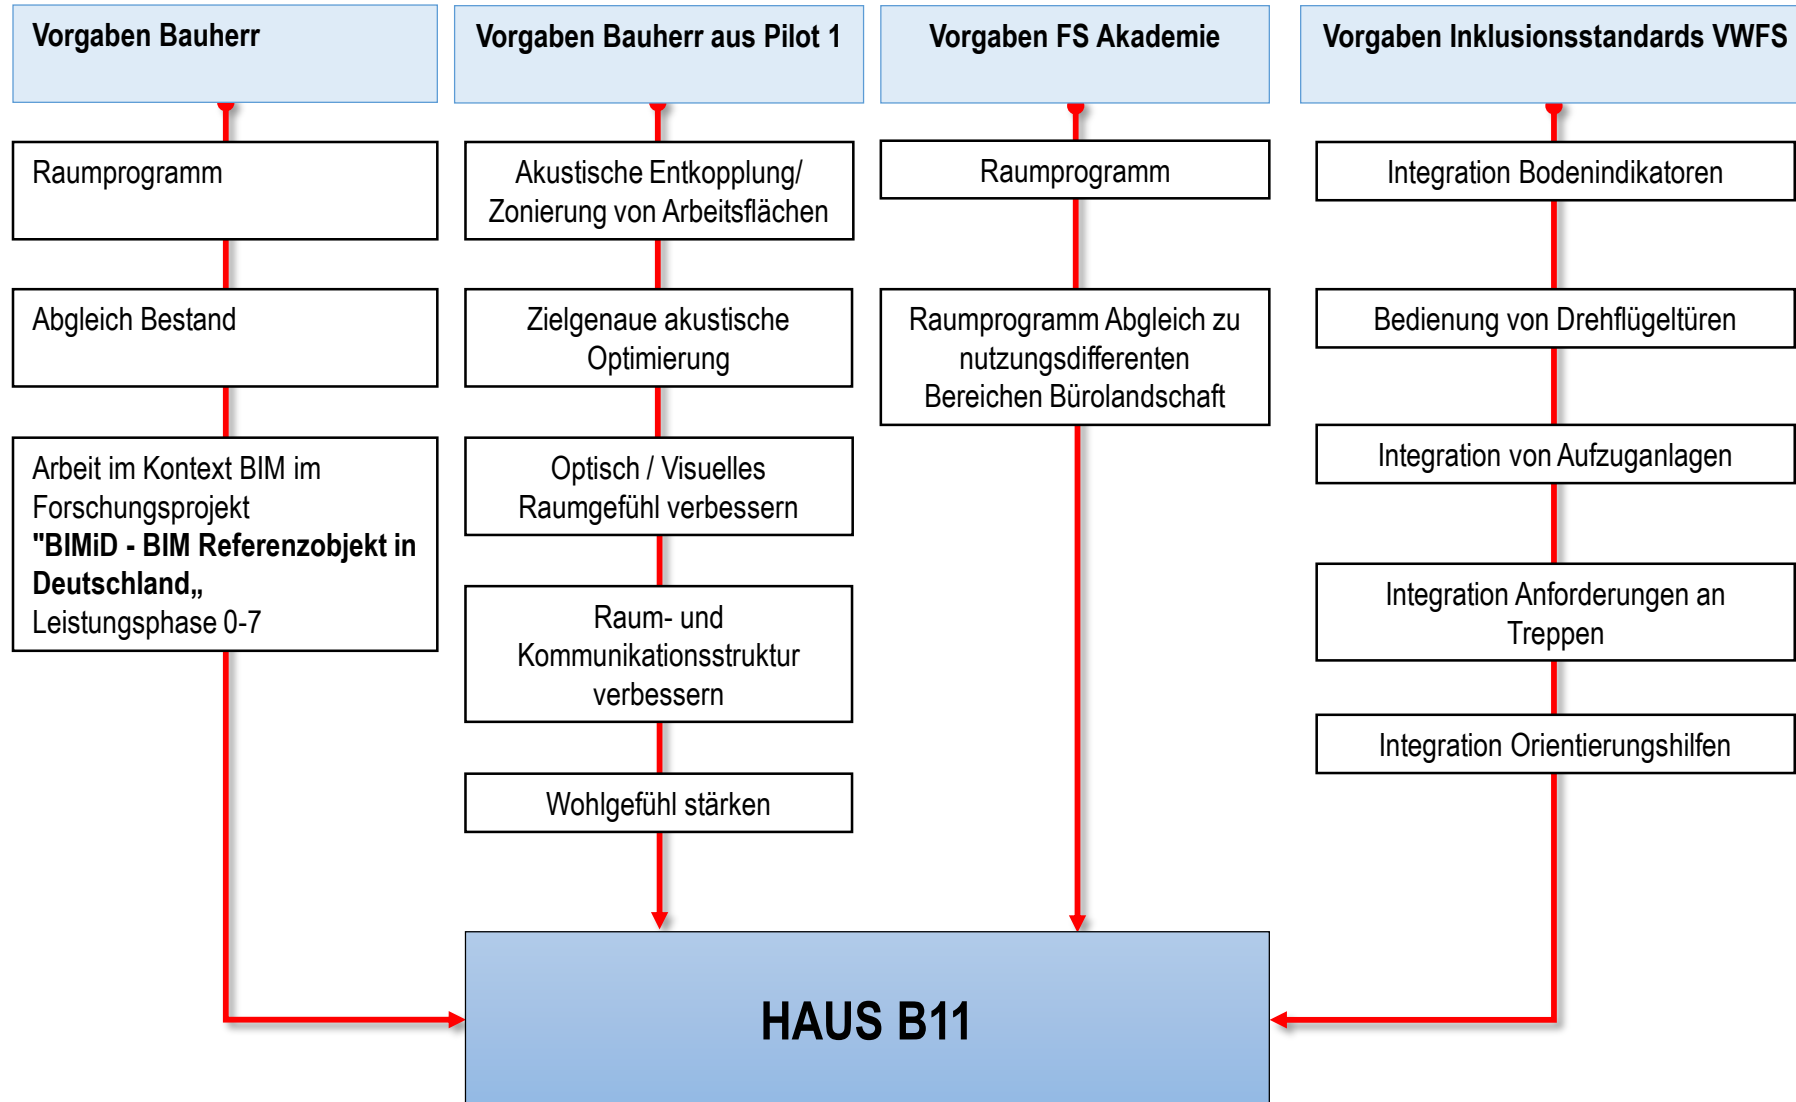 Vorgaben Bauherr
Raumprogramm
Abgleich Bestand
Arbeit im Kontext BIM im
Forschungsprojekt
"BIMiD - BIM Referenzobjekt in
Deutschland„
Leistungsphase 0-7
Vorgaben Bauherr aus Pilot 1
Akustische Entkopplung/
Zonierung von Arbeitsflächen
Zielgenaue akustische
Optimierung
Optisch / Visuelles
Raumgefühl verbessern
Raum- und
Kommunikationsstruktur
verbessern
Wohlgefühl stärken
Vorgaben FS Akademie
Raumprogramm
Raumprogramm Abgleich zu
nutzungsdifferenten
Bereichen Bürolandschaft
Vorgaben Inklusionsstandards VWFS
Integration Bodenindikatoren
Bedienung von Drehflügeltüren
Integration von Aufzuganlagen
Integration Anforderungen an
Treppen
Integration Orientierungshilfen
HAUS B11